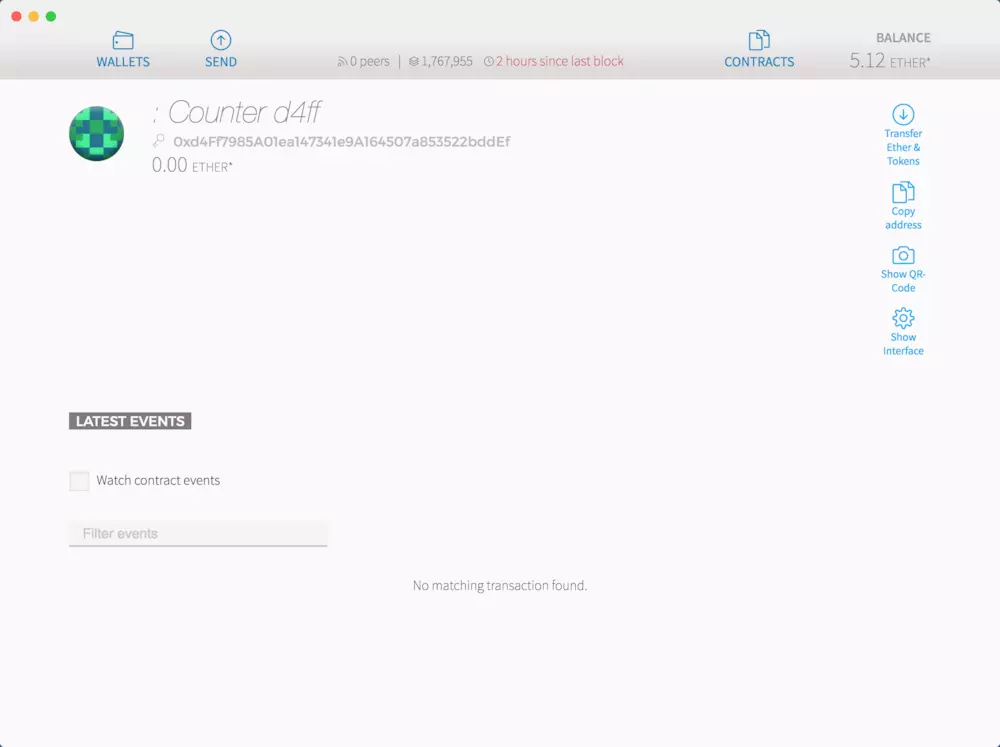 WALLETS
SEND
0 peers | 1,767,955 2 hours since last block
CONTRACTS
BALANCE
5.12 ETHER*
: Counter d4ff
0xd4Ff7985A01ea147341e9A164507a853522bddEf
0.00 ETHER*
Transfer
Ether &
Tokens
Copy
address
Show QR-
Code
Show
Interface
LATEST EVENTS
Watch contract events
Filter events
No matching transaction found.